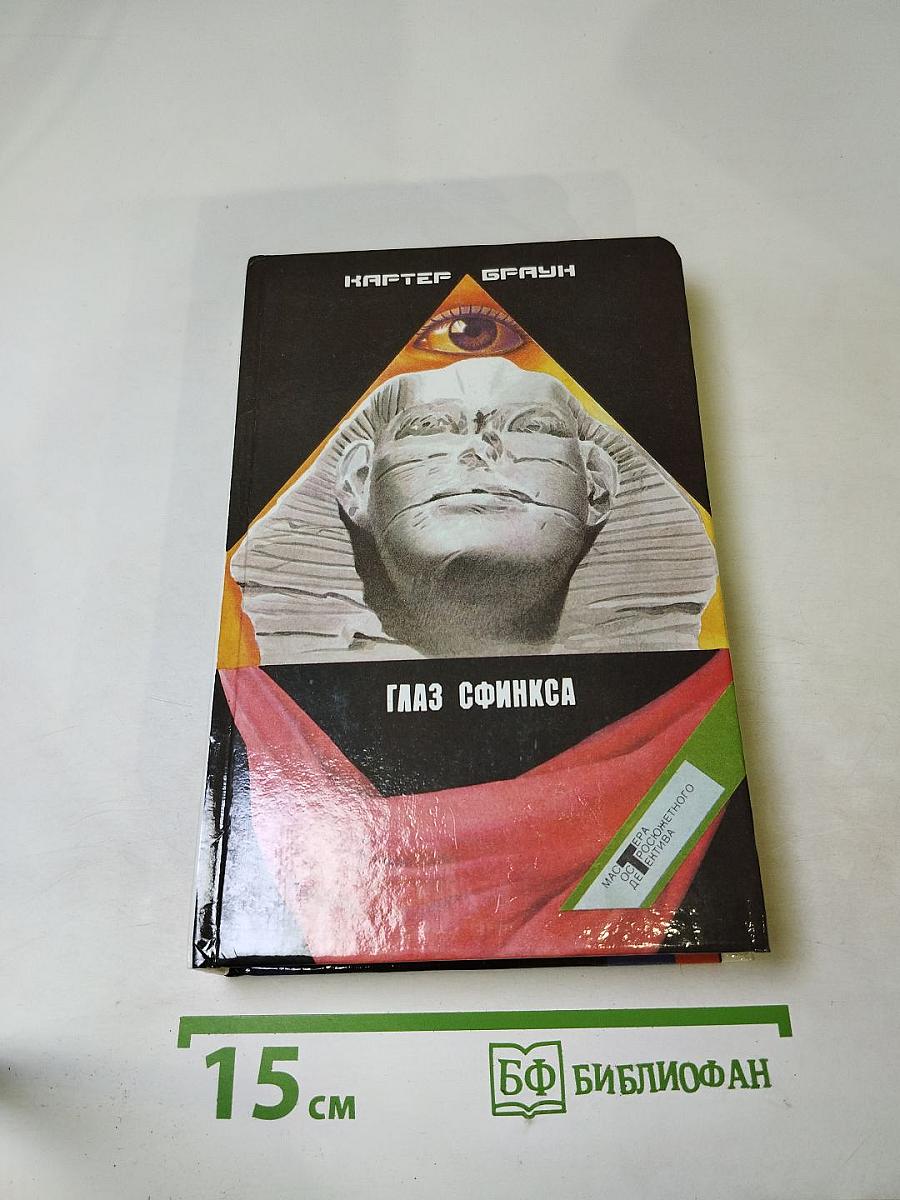 КАРТЕР БРАУН
ГЛАЗ СФИНКСА
МАСТЕРА
ОСТРОСЮЖЕТНОГО
ДЕТЕКТИВА
15 см
БФ БИБЛИОФАН